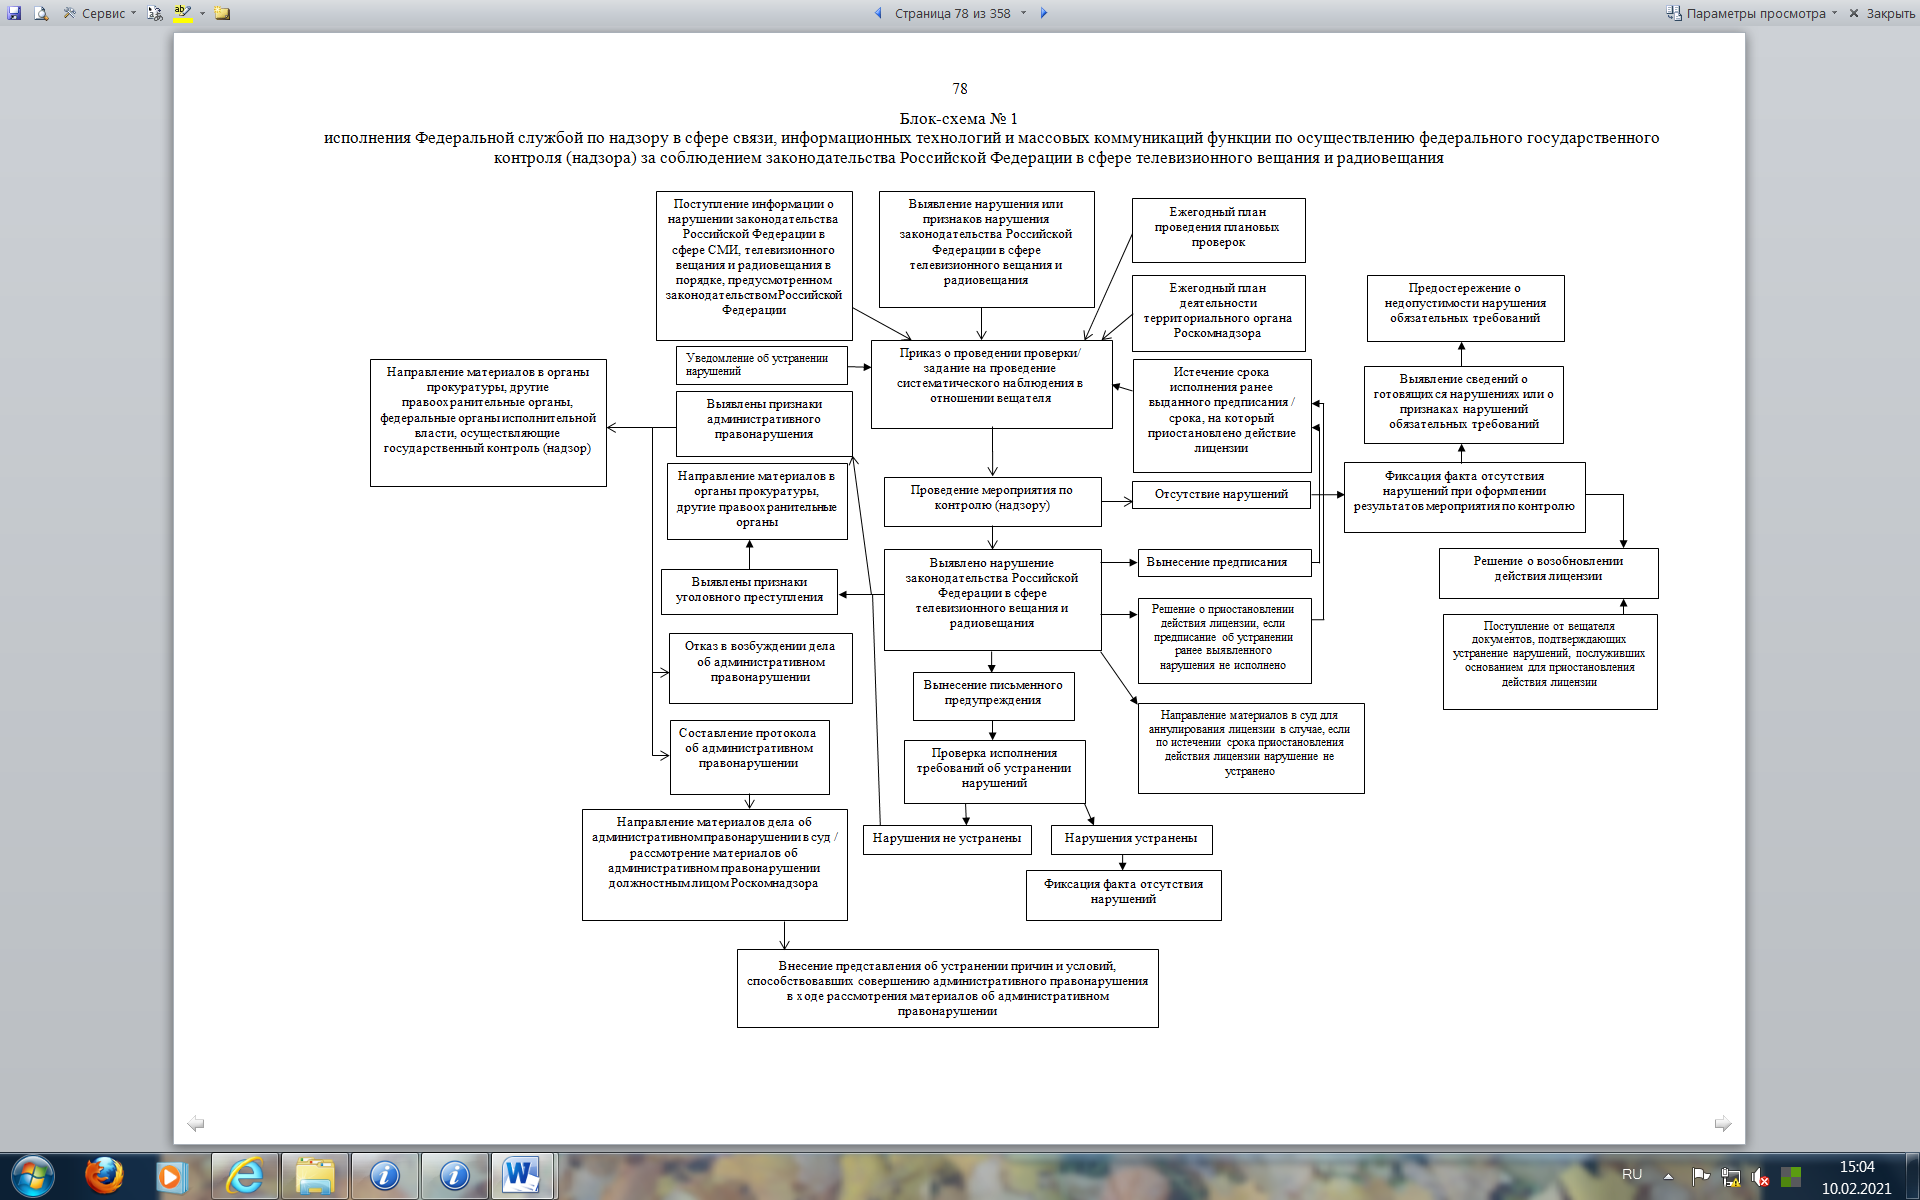 Сервис
Страница 78 из 358
Параметры просмотра
Закрыть
78
Блок-схема № 1
исполнения Федеральной службой по надзору в сфере связи, информационных технологий и массовых коммуникаций функции по осуществлению федерального государственного
контроля (надзора) за соблюдением законодательства Российской Федерации в сфере телевизионного вещания и радиовещания
Поступление информации о
нарушении законодательства
Российской Федерации в
сфере СМИ, телевизионного
вещания и радиовещания в
порядке, предусмотренном
законодательством Российской
Федерации
Выявление нарушения или
признаков нарушения
законодательства Российской
Федерации в сфере
телевизионного вещания и
радиовещания
Ежегодный план
проведения плановых
проверок
Ежегодный план
деятельности
территориального органа
Роскомнадзора
Предостережение о
недопустимости нарушения
обязательных требований
Уведомление об устранении
нарушений
Приказ о проведении проверки/
задание на проведение
систематического наблюдения в
отношении вещателя
Истечение срока
исполнения ранее
выданного предписания /
срока, на который
приостановлено действие
лицензии
Выявление сведений о
готовящихся нарушениях или о
признаках нарушений
обязательных требований
Направление материалов в органы
прокуратуры, другие
правоохранительные органы,
федеральные органы исполнительной
власти, осуществляющие
государственный контроль (надзор)
Выявлены признаки
административного
правонарушения
Направление материалов в
органы прокуратуры,
другие правоохранительные
органы
Проведение мероприятия по
контролю (надзору)
Отсутствие нарушений
Фиксация факта отсутствия
нарушений при оформлении
результатов мероприятия по контролю
Выявлены признаки
уголовного преступления
Выявлено нарушение
законодательства Российской
Федерации в сфере
телевизионного вещания и
радиовещания
Вынесение предписания
Решение о возобновлении
действия лицензии
Решение о приостановлении
действия лицензии, если
предписание об устранении
ранее выявленного
нарушения не исполнено
Поступление от вещателя
документов, подтверждающих
устранение нарушений, послуживших
основанием для приостановления
действия лицензии
Отказ в возбуждении дела
об административном
правонарушении
Вынесение письменного
предупреждения
Направление материалов в суд для
аннулирования лицензии в случае, если
по истечении срока приостановления
действия лицензии нарушение не
устранено
Составление протокола
об административном
правонарушении
Проверка исполнения
требований об устранении
нарушений
Направление материалов дела об
административном правонарушении в суд /
рассмотрение материалов об
административном правонарушении
должностным лицом Роскомнадзора
Нарушения не устранены
Нарушения устранены
Фиксация факта отсутствия
нарушений
Внесение представления об устранении причин и условий,
способствовавших совершению административного правонарушения
в ходе рассмотрения материалов об административном
правонарушении
RU
15:04
10.02.2021